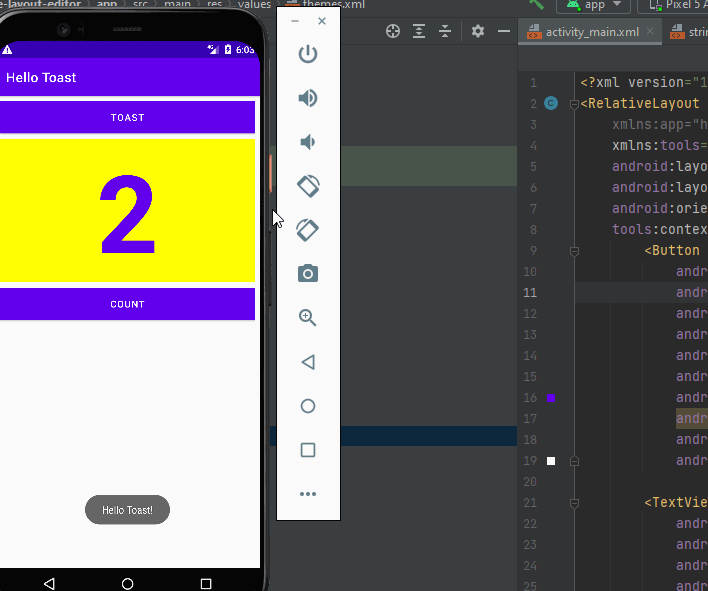 e-layout-editor app src main res values themes.xml
app Pixel 5 A
activity_main.xml
6:03
Hello Toast
TOAST
2
COUNT
Hello Toast!
1 <?xml version="1
2 <RelativeLayout
3 xmlns:app="h
4 xmlns:tools=
5 android:layo
6 android:layo
7 android:orie
8 tools:contex
9 <Button
10 andr
11 andr
12 andr
13 andr
14 andr
15 andr
16 andr
17 andr
18 andr
19 andr
20
21 <TextVie
22 andr
23 andr
24 andr
25 andr